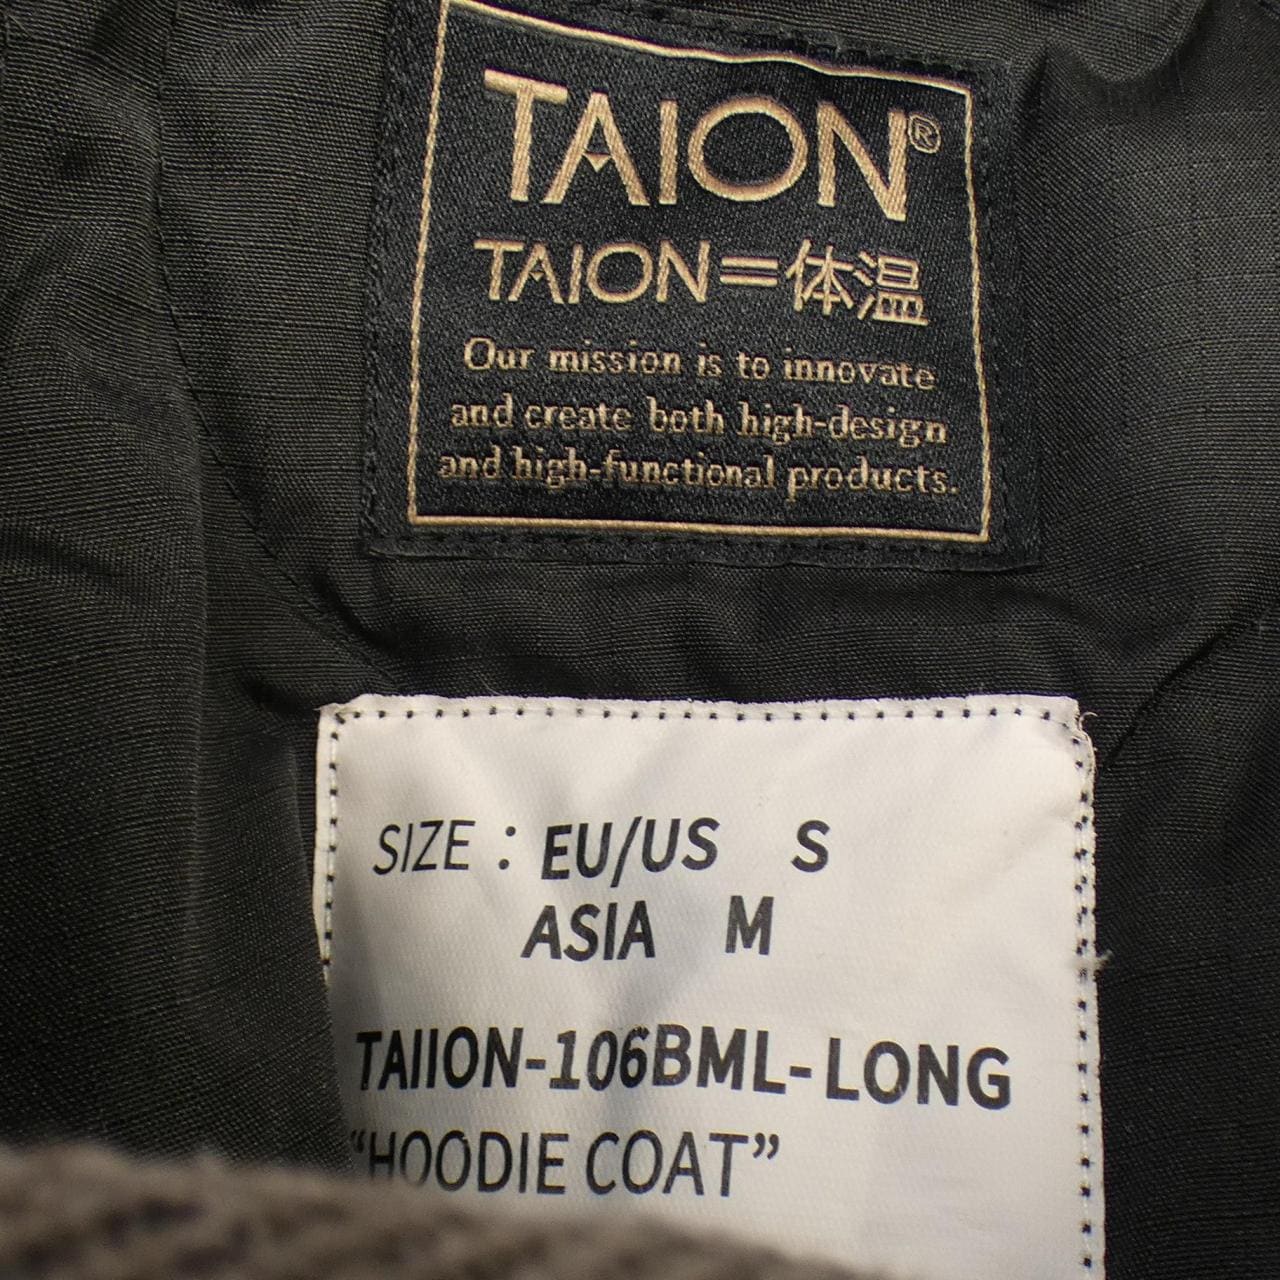 TAION®
TAION=体温
Our mission is to innovate
and create both high-design
and high-functional products.
SIZE : EU/US S
ASIA M
TAIION-106BML-LONG
“HOODIE COAT”